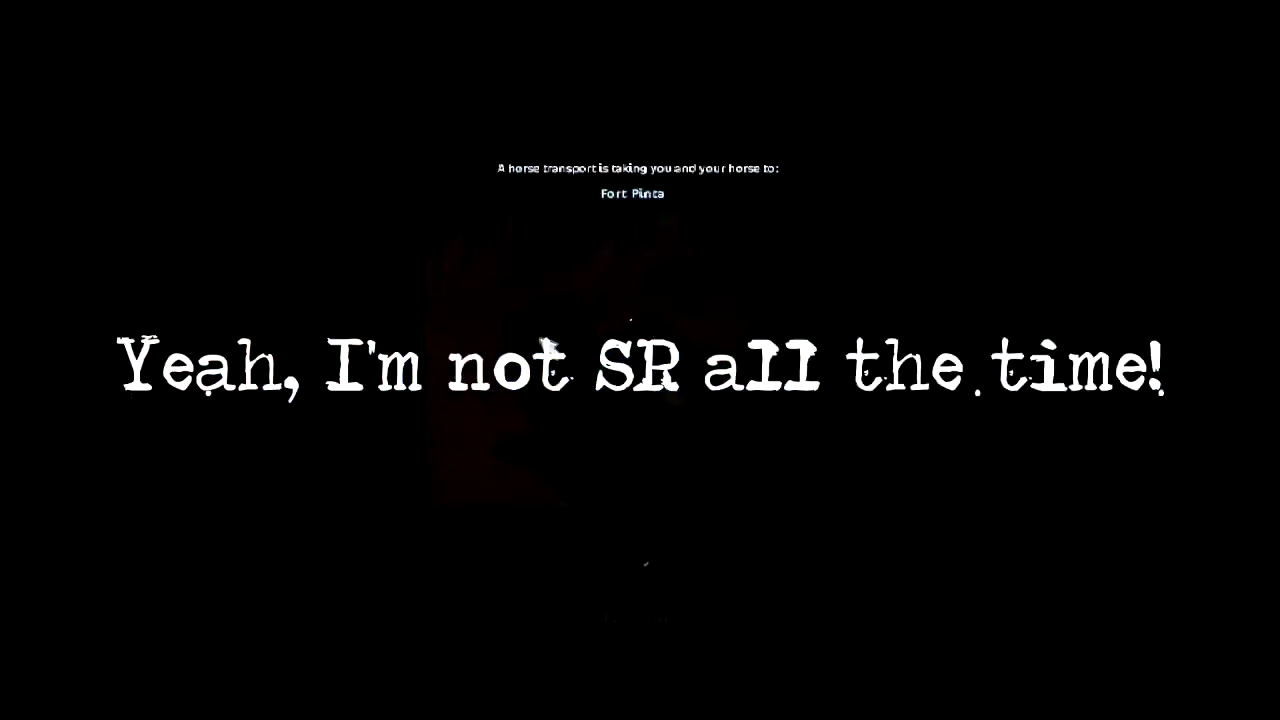 A horse transport is taking you and your horse to:
Fort Pinta
Yeah, I'm not SR all the time!